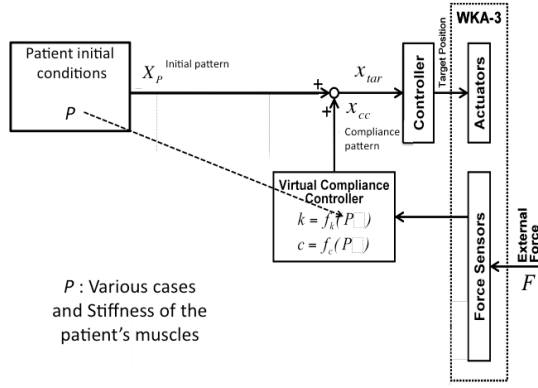 WKA-3
Patient initial
conditions
P
X_P Initial pattern
+
+
x_tar
x_cc
Compliance
pattern
Controller
Target Position
Actuators
Virtual Compliance
Controller
k = f_k(P□)
c = f_c(P□)
Force Sensors
External
Force
F
P : Various cases
and Stiffness of the
patient's muscles